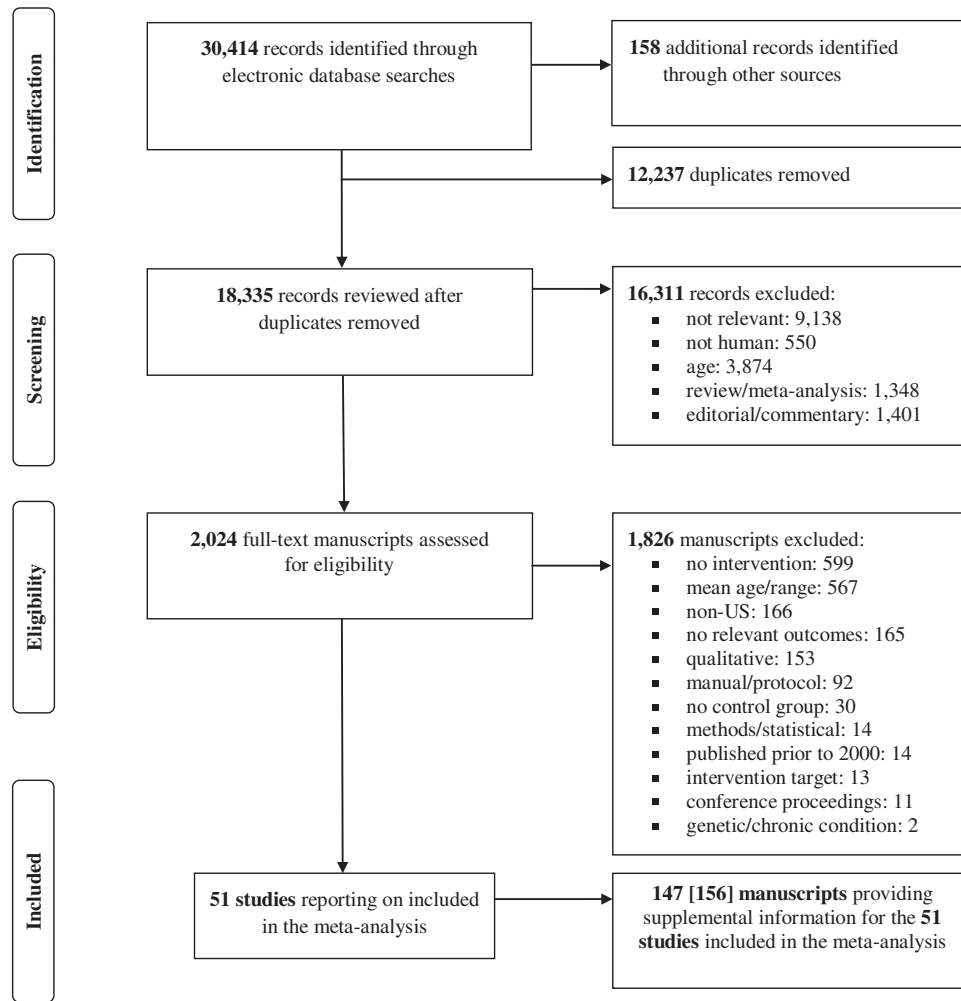 Identification
30,414 records identified through
electronic database searches
158 additional records identified
through other sources
12,237 duplicates removed
Screening
18,335 records reviewed after
duplicates removed
16,311 records excluded:
▪ not relevant: 9,138
▪ not human: 550
▪ age: 3,874
▪ review/meta-analysis: 1,348
▪ editorial/commentary: 1,401
Eligibility
2,024 full-text manuscripts assessed
for eligibility
1,826 manuscripts excluded:
▪ no intervention: 599
▪ mean age/range: 567
▪ non-US: 166
▪ no relevant outcomes: 165
▪ qualitative: 153
▪ manual/protocol: 92
▪ no control group: 30
▪ methods/statistical: 14
▪ published prior to 2000: 14
▪ intervention target: 13
▪ conference proceedings: 11
▪ genetic/chronic condition: 2
Included
51 studies reporting on included
in the meta-analysis
147 [156] manuscripts providing
supplemental information for the 51
studies included in the meta-analysis